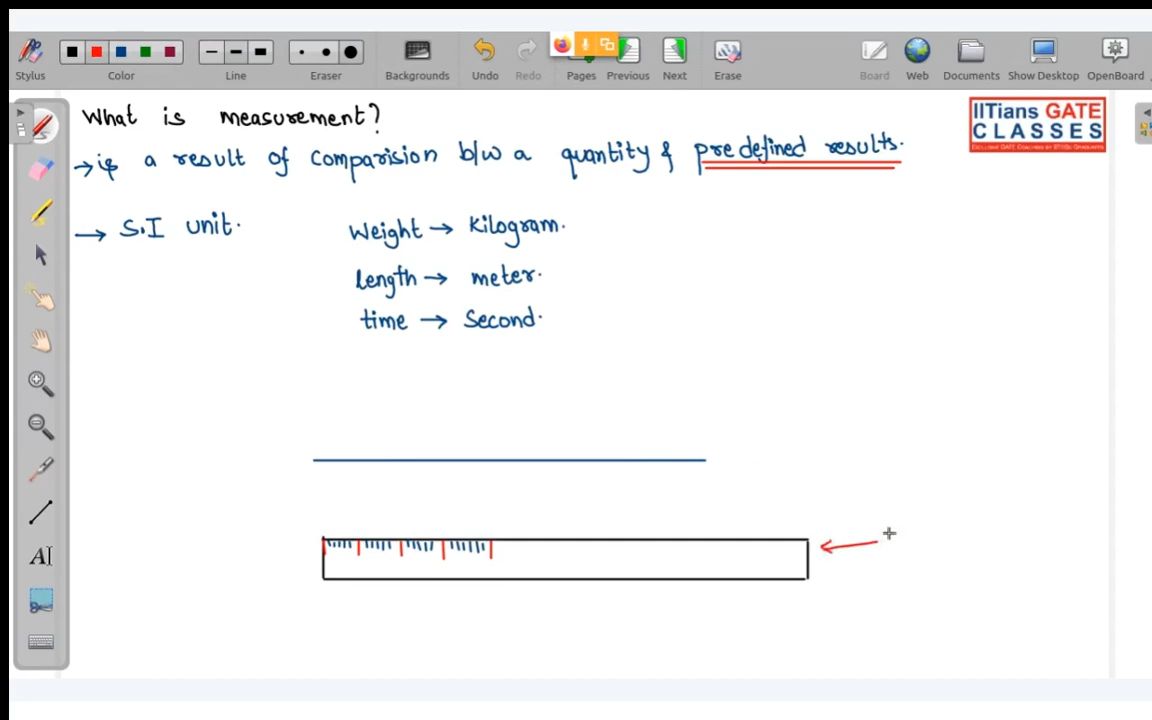 Stylus
Color
Line
Eraser
Backgrounds
Undo
Redo
Pages
Previous
Next
Erase
Board
Web
Documents
Show Desktop
OpenBoard
What is measurement?
IITians GATE
CLASSES
→ is a result of comparision b/w a quantity & predefined results.
→ S.I unit.
Weight → Kilogram.
length → meter.
time → Second.
A